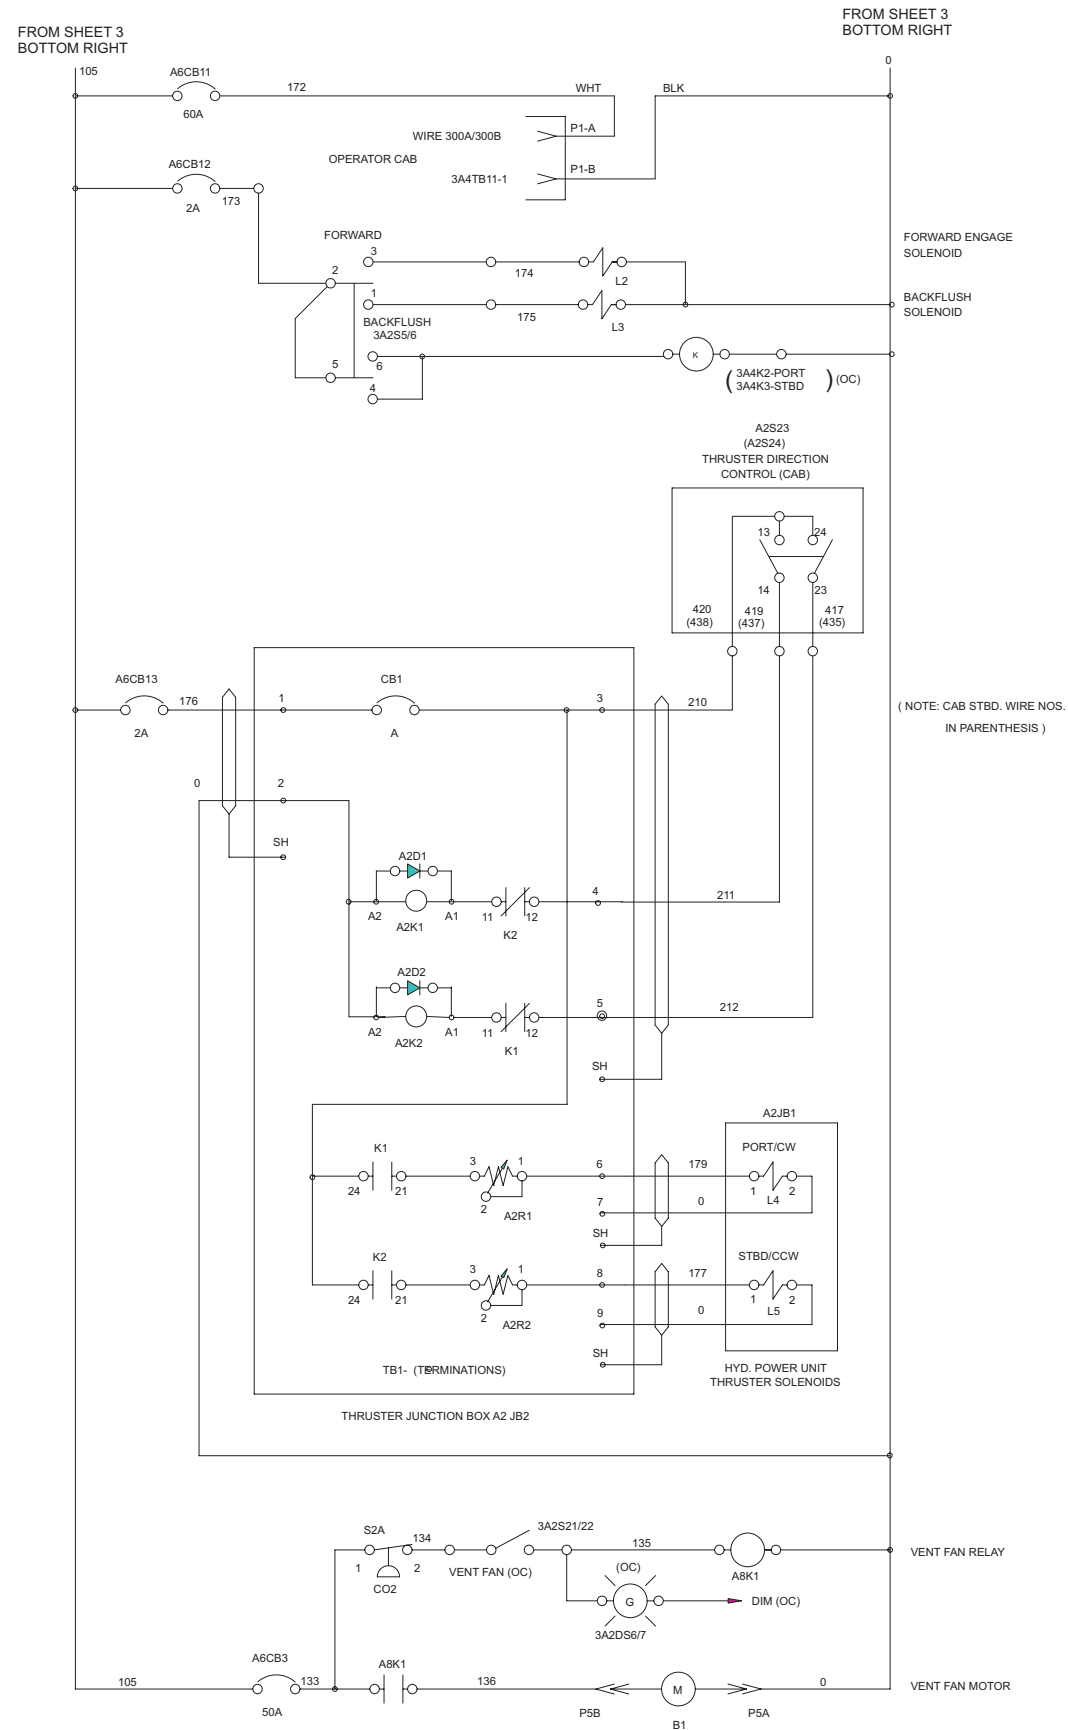 FROM SHEET 3
BOTTOM RIGHT
FROM SHEET 3
BOTTOM RIGHT
105
0
A6CB11
172
WHT
BLK
60A
WIRE 300A/300B
P1-A
OPERATOR CAB
A6CB12
3A4TB11-1
P1-B
173
2A
FORWARD
3
FORWARD ENGAGE
SOLENOID
2
174
L2
1
BACKFLUSH
SOLENOID
175
L3
BACKFLUSH
3A2S5/6
5
6
K
4
( 3A4K2-PORT
3A4K3-STBD ) (OC)
A2S23
(A2S24)
THRUSTER DIRECTION
CONTROL (CAB)
13
24
14
23
420
(438)
419
(437)
417
(435)
A6CB13
176
1
CB1
3
210
2A
A
( NOTE: CAB STBD. WIRE NOS.
IN PARENTHESIS )
0
2
SH
A2D1
4
211
A2
A2K1
A1
11
12
K2
A2D2
5
212
A2
A2K2
A1
11
12
K1
SH
A2JB1
K1
3
1
6
179
PORT/CW
24
21
2
A2R1
7
0
1
L4
2
SH
K2
3
1
8
177
STBD/CCW
24
21
2
A2R2
9
0
1
L5
2
SH
TB1- (TERMINATIONS)
HYD. POWER UNIT
THRUSTER SOLENOIDS
THRUSTER JUNCTION BOX A2 JB2
S2A
134
3A2S21/22
135
1
2
CO2
VENT FAN (OC)
(OC)
A8K1
VENT FAN RELAY
G
DIM (OC)
3A2DS6/7
A6CB3
A8K1
105
133
136
M
0
VENT FAN MOTOR
50A
P5B
B1
P5A